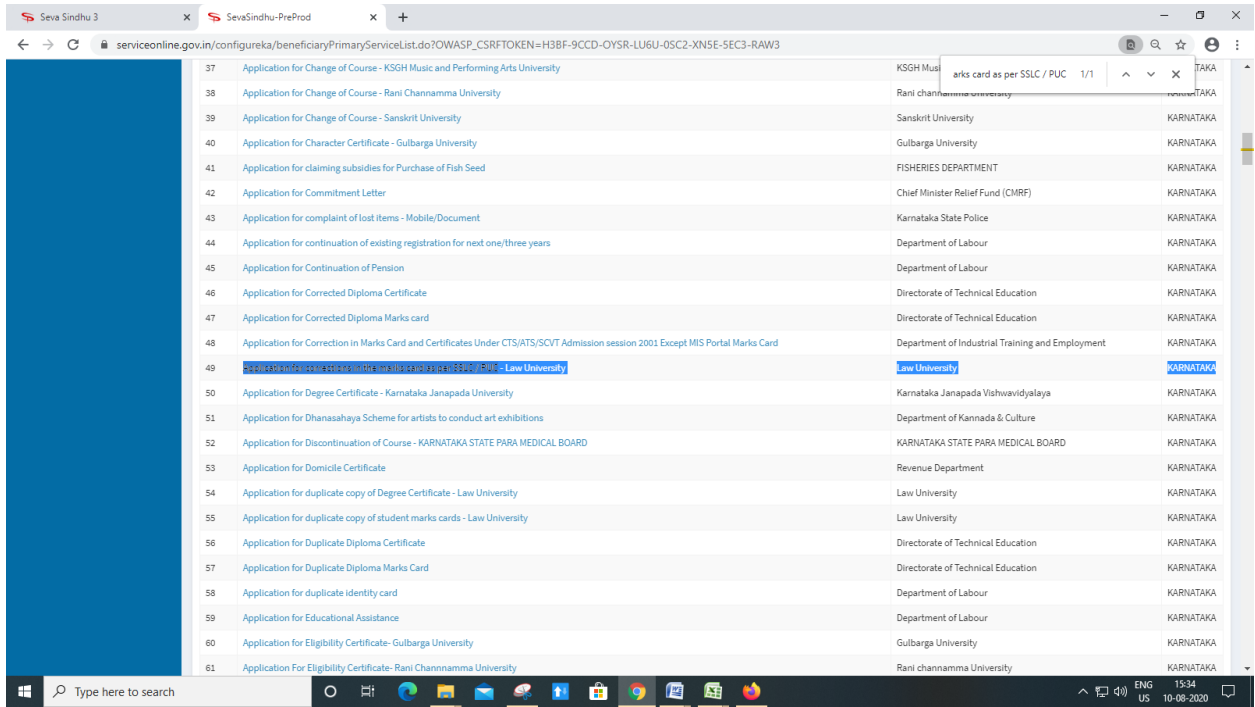 Seva Sindhu 3
SevaSindhu-PreProd
serviceonline.gov.in/configureka/beneficiaryPrimaryServiceList.do?OWASP_CSRFTOKEN=H3BF-9CCD-OYSR-LU6U-0SC2-XN5E-5EC3-RAW3
arks card as per SSLC / PUC 1/1
37 Application for Change of Course - KSGH Music and Performing Arts University KSGH Musi TAKA
38 Application for Change of Course - Rani Channamma University Rani channamma University KARNATAKA
39 Application for Change of Course - Sanskrit University Sanskrit University KARNATAKA
40 Application for Character Certificate - Gulbarga University Gulbarga University KARNATAKA
41 Application for claiming subsidies for Purchase of Fish Seed FISHERIES DEPARTMENT KARNATAKA
42 Application for Commitment Letter Chief Minister Relief Fund (CMRF) KARNATAKA
43 Application for complaint of lost items - Mobile/Document Karnataka State Police KARNATAKA
44 Application for continuation of existing registration for next one/three years Department of Labour KARNATAKA
45 Application for Continuation of Pension Department of Labour KARNATAKA
46 Application for Corrected Diploma Certificate Directorate of Technical Education KARNATAKA
47 Application for Corrected Diploma Marks card Directorate of Technical Education KARNATAKA
48 Application for Correction in Marks Card and Certificates Under CTS/ATS/SCVT Admission session 2001 Except MIS Portal Marks Card Department of Industrial Training and Employment KARNATAKA
49 Application for corrections in the marks card as per SSLC / PUC - Law University Law University KARNATAKA
50 Application for Degree Certificate - Karnataka Janapada University Karnataka Janapada Vishwavidyalaya KARNATAKA
51 Application for Dhanasahaya Scheme for artists to conduct art exhibitions Department of Kannada & Culture KARNATAKA
52 Application for Discontinuation of Course - KARNATAKA STATE PARA MEDICAL BOARD KARNATAKA STATE PARA MEDICAL BOARD KARNATAKA
53 Application for Domicile Certificate Revenue Department KARNATAKA
54 Application for duplicate copy of Degree Certificate - Law University Law University KARNATAKA
55 Application for duplicate copy of student marks cards - Law University Law University KARNATAKA
56 Application for Duplicate Diploma Certificate Directorate of Technical Education KARNATAKA
57 Application for Duplicate Diploma Marks Card Directorate of Technical Education KARNATAKA
58 Application for duplicate identity card Department of Labour KARNATAKA
59 Application for Educational Assistance Department of Labour KARNATAKA
60 Application for Eligibility Certificate- Gulbarga University Gulbarga University KARNATAKA
61 Application For Eligibility Certificate- Rani Channnamma University Rani channamma University KARNATAKA
Type here to search
ENG 15:34
US 10-08-2020